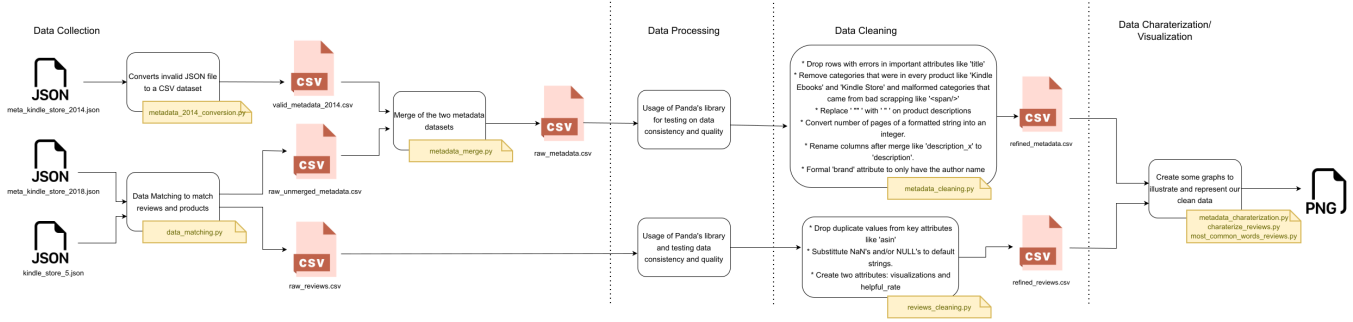 Data Collection
Data Processing
Data Cleaning
Data Charaterization/
Visualization
JSON
meta_kindle_store_2014.json
Converts invalid JSON file
to a CSV dataset
metadata_2014_conversion.py
CSV
valid_metadata_2014.csv
JSON
meta_kindle_store_2018.json
JSON
kindle_store_5.json
Data Matching to match
reviews and products
data_matching.py
CSV
raw_unmerged_metadata.csv
CSV
raw_reviews.csv
Merge of the two metadata
datasets
metadata_merge.py
CSV
raw_metadata.csv
Usage of Panda's library
for testing on data
consistency and quality
Usage of Panda's library
and testing data
consistency and quality
* Drop rows with errors in important attributes like 'title'
* Remove categories that were in every product like 'Kindle
Ebooks' and 'Kindle Store' and malformed categories that
came from bad scrapping like '<span/>'
* Replace ' "" ' with ' " ' on product descriptions
* Convert number of pages of a formatted string into an
integer.
* Rename columns after merge like 'description_x' to
'description'.
* Formal 'brand' attribute to only have the author name
metadata_cleaning.py
CSV
refined_metadata.csv
* Drop duplicate values from key attributes
like 'asin'
* Substittute NaN's and/or NULL's to default
strings.
* Create two attributes: visualizations and
helpful_rate
reviews_cleaning.py
CSV
refined_reviews.csv
Create some graphs to
illustrate and represent our
clean data
metadata_charaterization.py
charaterize_reviews.py
most_common_words_reviews.py
PNG